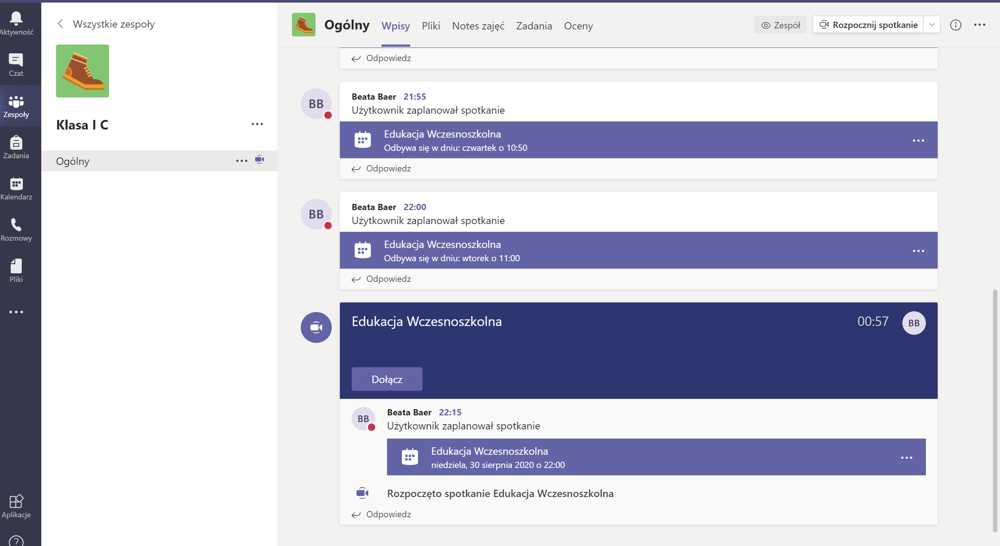 Aktywność
Czat
Zespoły
Zadania
Kalendarz
Rozmowy
Pliki
Aplikacje
?
Wszystkie zespoły
Klasa I C
Ogólny
Ogólny Wpisy Pliki Notes zajęć Zadania Oceny
Zespół Rozpocznij spotkanie
Odpowiedz
BB
Beata Baer 21:55
Użytkownik zaplanował spotkanie
Edukacja Wczesnoszkolna
Odbywa się w dniu: czwartek o 10:50
Odpowiedz
BB
Beata Baer 22:00
Użytkownik zaplanował spotkanie
Edukacja Wczesnoszkolna
Odbywa się w dniu: wtorek o 11:00
Odpowiedz
Edukacja Wczesnoszkolna 00:57 BB
Dołącz
BB
Beata Baer 22:15
Użytkownik zaplanował spotkanie
Edukacja Wczesnoszkolna
niedziela, 30 sierpnia 2020 o 22:00
Rozpoczęto spotkanie Edukacja Wczesnoszkolna
Odpowiedz